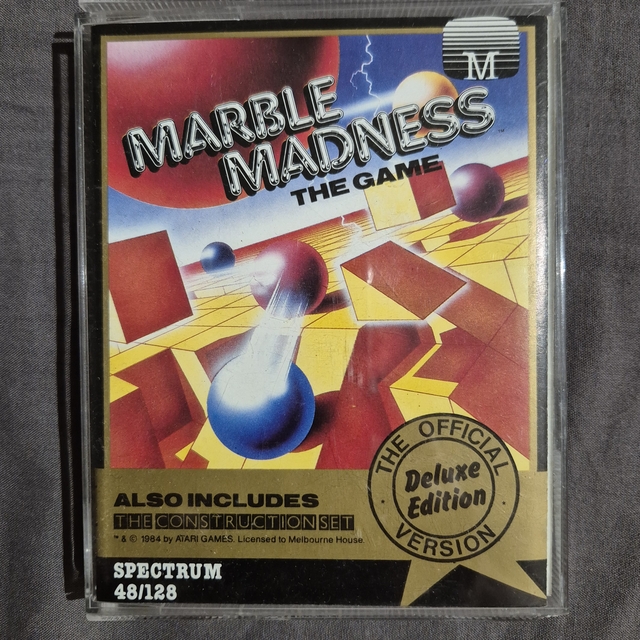 M
MARBLE
MADNESS™
THE GAME
THE OFFICIAL
Deluxe
Edition
VERSION
ALSO INCLUDES
THE CONSTRUCTION SET
™ & © 1984 by ATARI GAMES. Licensed to Melbourne House.
SPECTRUM
48/128